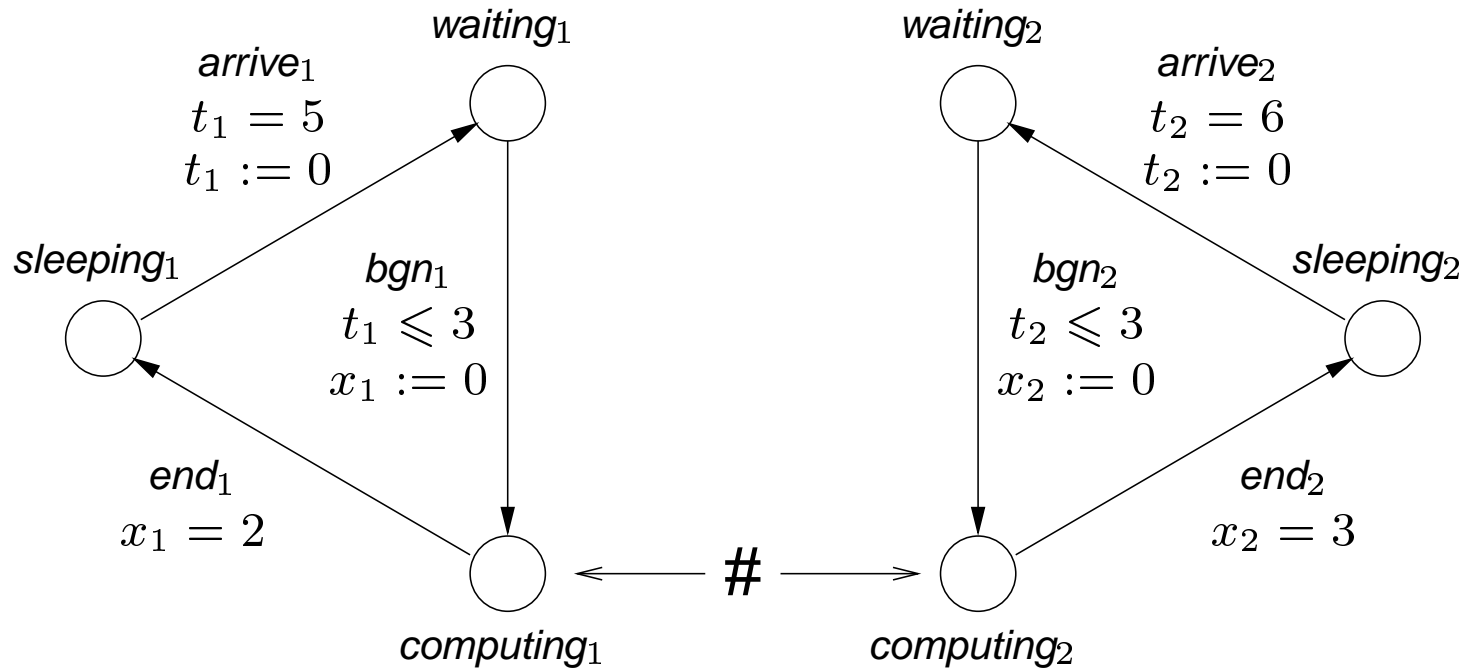 waiting₁
waiting₂
arrive₁
t₁ = 5
t₁ := 0
arrive₂
t₂ = 6
t₂ := 0
sleeping₁
bgn₁
t₁ ⩽ 3
x₁ := 0
bgn₂
t₂ ⩽ 3
x₂ := 0
sleeping₂
end₁
x₁ = 2
end₂
x₂ = 3
#
computing₁
computing₂